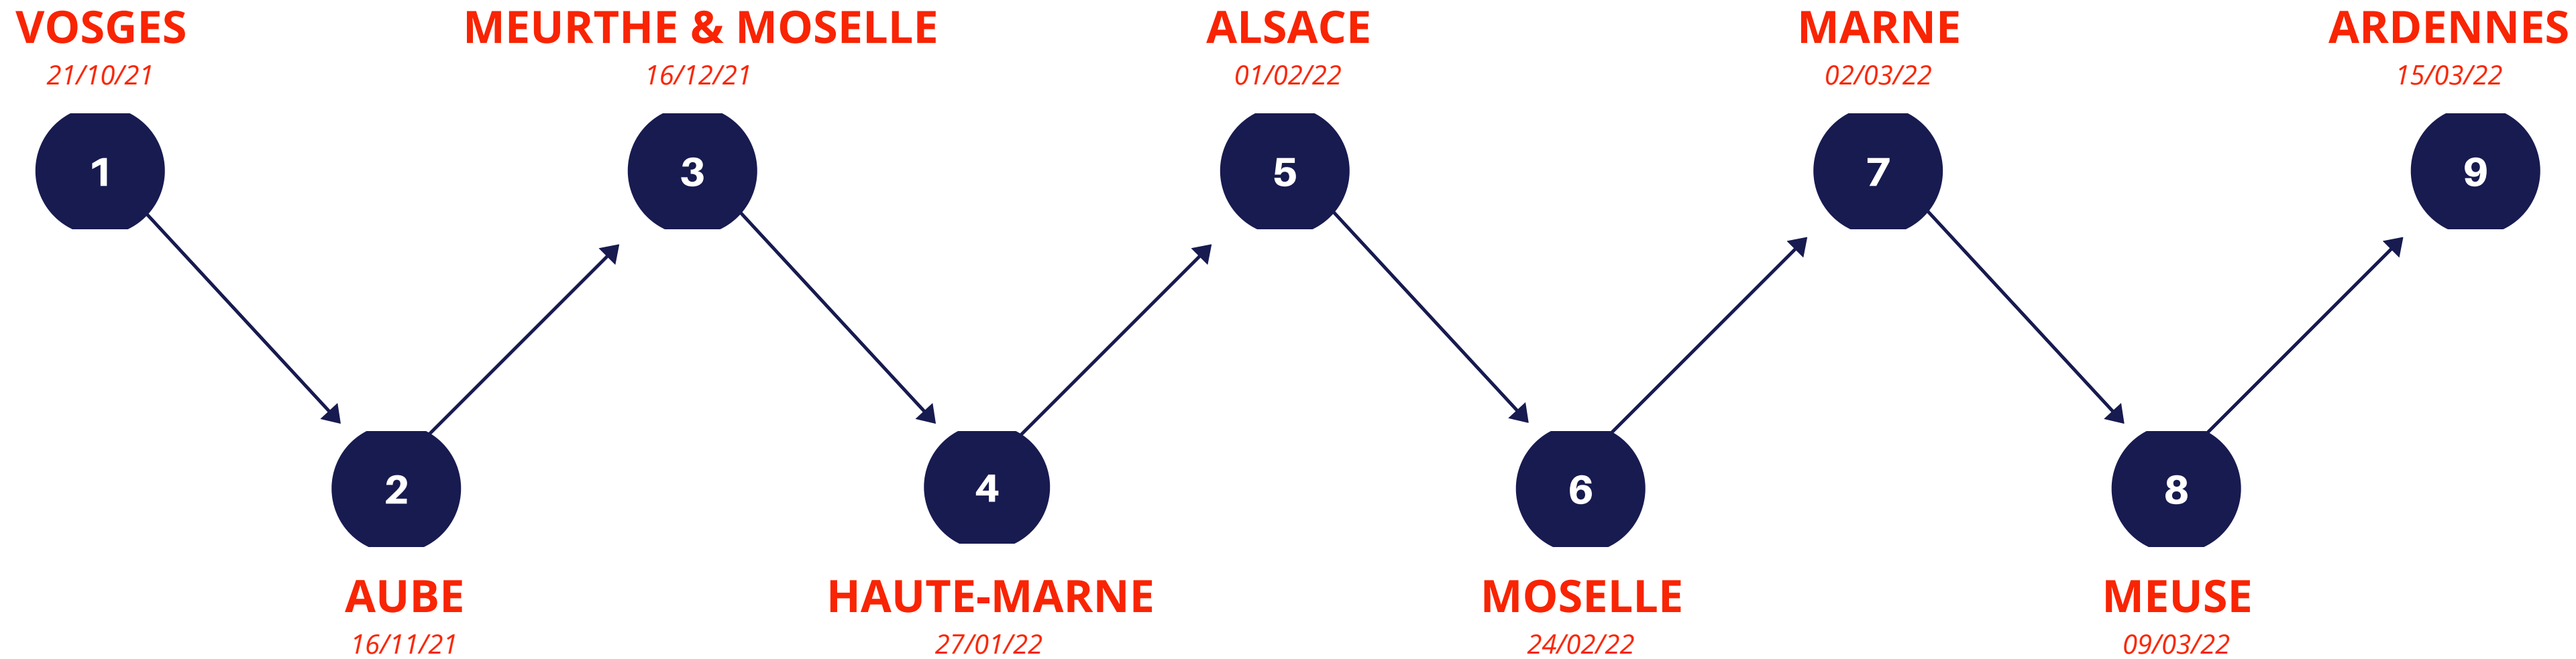 VOSGES
21/10/21
1
AUBE
16/11/21
2
MEURTHE & MOSELLE
16/12/21
3
HAUTE-MARNE
27/01/22
4
ALSACE
01/02/22
5
MOSELLE
24/02/22
6
MARNE
02/03/22
7
MEUSE
09/03/22
8
ARDENNES
15/03/22
9